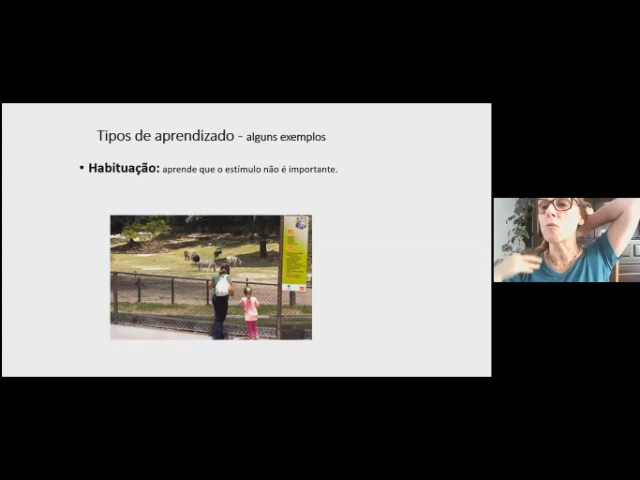 Tipos de aprendizado - alguns exemplos
• Habituação: aprende que o estímulo não é importante.